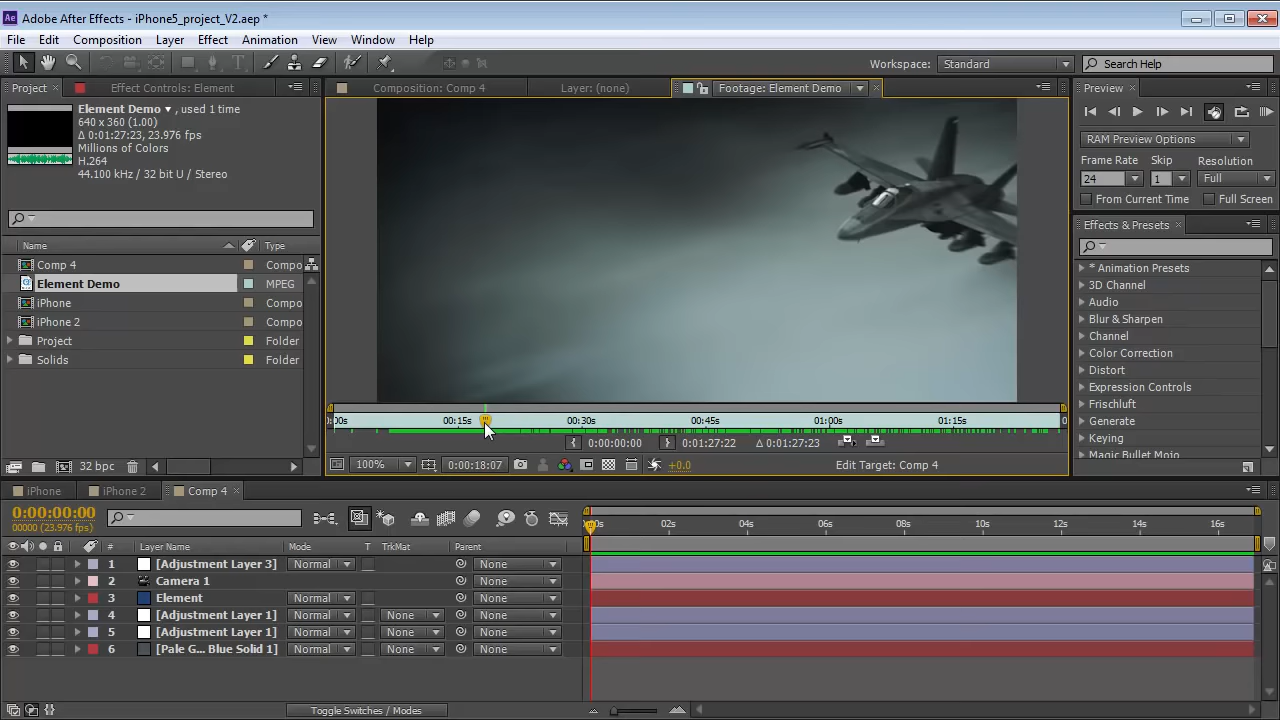 Adobe After Effects - iPhone5_project_V2.aep *
File Edit Composition Layer Effect Animation View Window Help
Workspace: Standard Search Help
Project Effect Controls: Element Composition: Comp 4 Layer: (none) Footage: Element Demo Preview
Element Demo ▾, used 1 time
640 x 360 (1.00)
Δ 0:01:27:23, 23.976 fps
Millions of Colors
H.264
44.100 kHz / 32 bit U / Stereo
RAM Preview Options
Frame Rate Skip Resolution
24 1 Full
From Current Time Full Screen
Effects & Presets
Name Type
Comp 4 Compo
Element Demo MPEG
iPhone Compo
iPhone 2 Compo
Project Folder
Solids Folder
* Animation Presets
3D Channel
Audio
Blur & Sharpen
Channel
Color Correction
Distort
Expression Controls
Frischluft
Generate
Keying
Magic Bullet Mojo
00s 00:15s 00:30s 00:45s 01:00s 01:15s
0:00:00:00 0:01:27:22 Δ 0:01:27:23
32 bpc 100% 0:00:18:07 +0.0 Edit Target: Comp 4
iPhone iPhone 2 Comp 4
0:00:00:00
00000 (23.976 fps)
00s 02s 04s 06s 08s 10s 12s 14s 16s
# Layer Name Mode T TrkMat Parent
1 [Adjustment Layer 3] Normal None
2 Camera 1 None
3 Element Normal None
4 [Adjustment Layer 1] Normal None None
5 [Adjustment Layer 1] Normal None None
6 [Pale G... Blue Solid 1] Normal None None
Toggle Switches / Modes